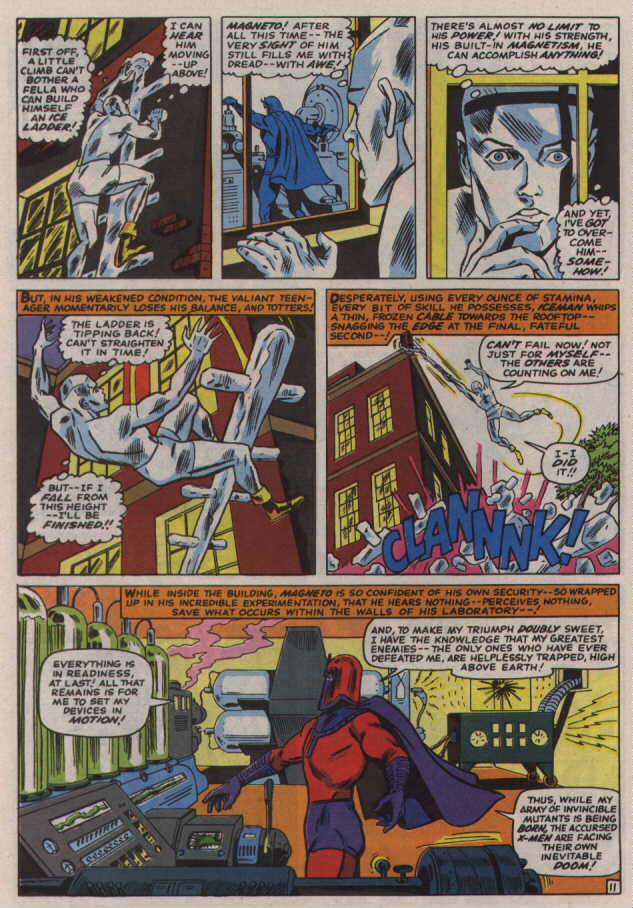 FIRST OFF,
A LITTLE
CLIMB CAN'T
BOTHER A
FELLA WHO
CAN BUILD
HIMSELF
AN ICE
LADDER!
I CAN
HEAR
HIM
MOVING
--UP
ABOVE!
MAGNETO! AFTER
ALL THIS TIME--THE
VERY SIGHT OF HIM
STILL FILLS ME WITH
DREAD--WITH AWE!
THERE'S ALMOST NO LIMIT TO
HIS POWER! WITH HIS STRENGTH,
HIS BUILT-IN MAGNETISM, HE
CAN ACCOMPLISH ANYTHING!
AND YET,
I'VE GOT
TO OVER-
COME
HIM--
SOME-
HOW!
BUT, IN HIS WEAKENED CONDITION, THE VALIANT TEEN-
AGER MOMENTARILY LOSES HIS BALANCE, AND TOTTERS!
THE LADDER IS
TIPPING BACK!
CAN'T STRAIGHTEN
IT IN TIME!
BUT--IF I
FALL FROM
THIS HEIGHT
--I'LL BE
FINISHED!!
DESPERATELY, USING EVERY OUNCE OF STAMINA,
EVERY BIT OF SKILL HE POSSESSES, ICEMAN WHIPS
A THIN, FROZEN CABLE TOWARDS THE ROOFTOP--
SNAGGING THE EDGE AT THE FINAL, FATEFUL
SECOND--!
CAN'T FAIL NOW! NOT
JUST FOR MYSELF--
THE OTHERS ARE
COUNTING ON ME!
I--I
DID
IT!!
CLANNNNK!
WHILE INSIDE THE BUILDING, MAGNETO IS SO CONFIDENT OF HIS OWN SECURITY--SO WRAPPED
UP IN HIS INCREDIBLE EXPERIMENTATION, THAT HE HEARS NOTHING--PERCEIVES NOTHING,
SAVE WHAT OCCURS WITHIN THE WALLS OF HIS LABORATORY--!
EVERYTHING IS
IN READINESS,
AT LAST! ALL THAT
REMAINS IS FOR
ME TO SET MY
DEVICES IN
MOTION!
AND, TO MAKE MY TRIUMPH DOUBLY SWEET,
I HAVE THE KNOWLEDGE THAT MY GREATEST
ENEMIES--THE ONLY ONES WHO HAVE EVER
DEFEATED ME, ARE HELPLESSLY TRAPPED, HIGH
ABOVE EARTH!
THUS, WHILE MY
ARMY OF INVINCIBLE
MUTANTS IS BEING
BORN, THE ACCURSED
X-MEN ARE FACING
THEIR OWN
INEVITABLE
DOOM!
11